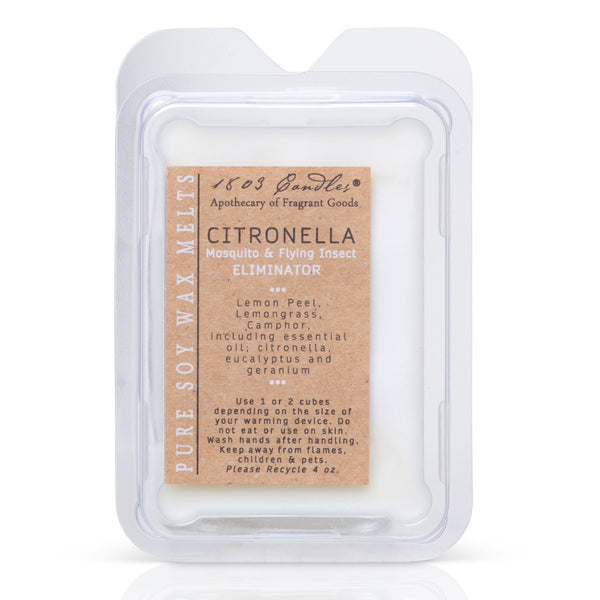 PURE SOY WAX MELTS
1803 Candles®
Apothecary of Fragrant Goods
CITRONELLA
Mosquito & Flying Insect
ELIMINATOR
Lemon Peel,
Lemongrass,
Camphor,
including essential
oil; citronella,
eucalyptus and
geranium
Use 1 or 2 cubes
depending on the size of
your warming device. Do
not eat or use on skin.
Wash hands after handling.
Keep away from flames,
children & pets.
Please Recycle 4 oz.